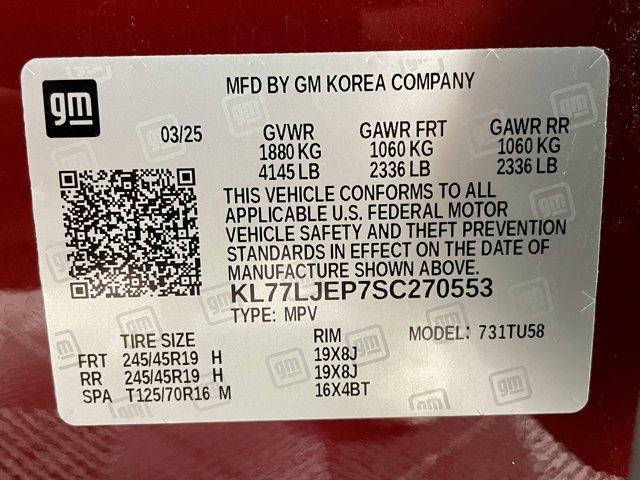 MFD BY GM KOREA COMPANY
gm
03/25 GVWR GAWR FRT GAWR RR
1880 KG 1060 KG 1060 KG
4145 LB 2336 LB 2336 LB
THIS VEHICLE CONFORMS TO ALL
APPLICABLE U.S. FEDERAL MOTOR
VEHICLE SAFETY AND THEFT PREVENTION
STANDARDS IN EFFECT ON THE DATE OF
MANUFACTURE SHOWN ABOVE.
KL77LJEP7SC270553
TYPE: MPV
TIRE SIZE RIM MODEL: 731TU58
FRT 245/45R19 H 19X8J
RR 245/45R19 H 19X8J
SPA T125/70R16 M 16X4BT